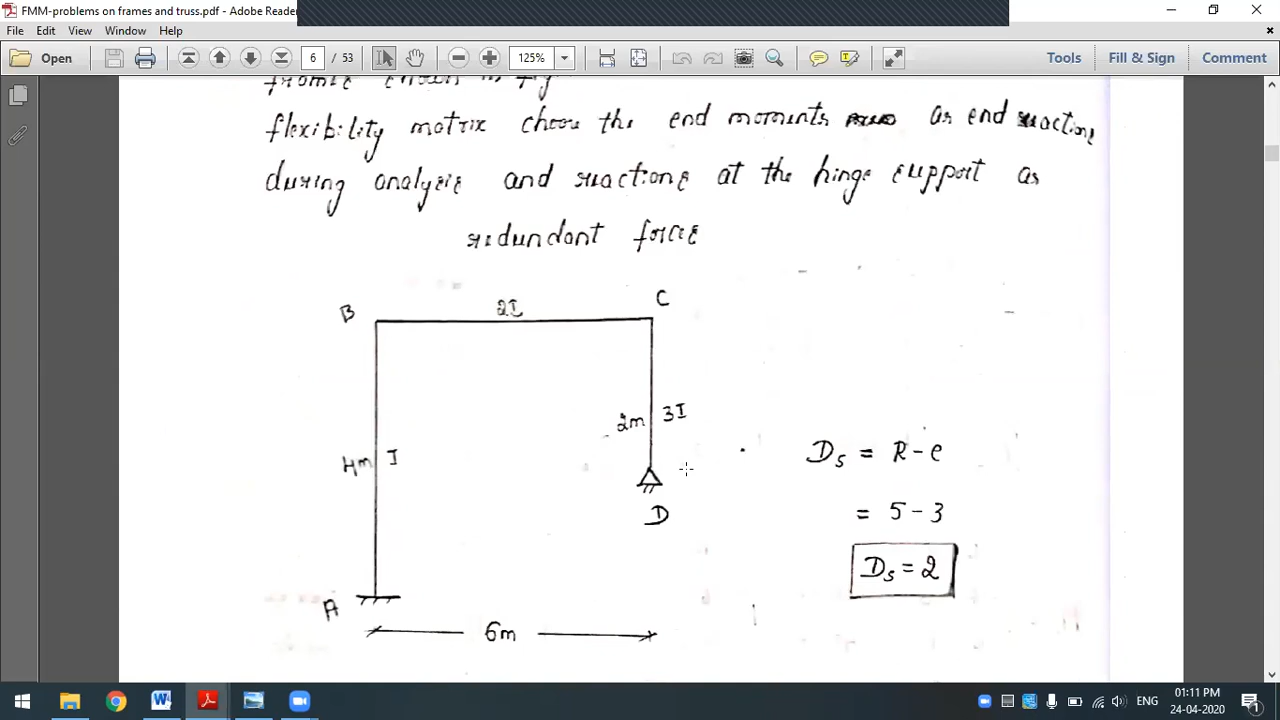 FMM-problems on frames and truss.pdf - Adobe Reader
File Edit View Window Help
Open 6 / 53 125% Tools Fill & Sign Comment
flexibility matrix choose the end moments as end reactions
during analysis and reactions at the hinge support as
redundant force
B 2I C
2m 3I
4m I
D
A
6m
Ds = R - e
= 5 - 3
Ds = 2
ENG 01:11 PM
24-04-2020
1